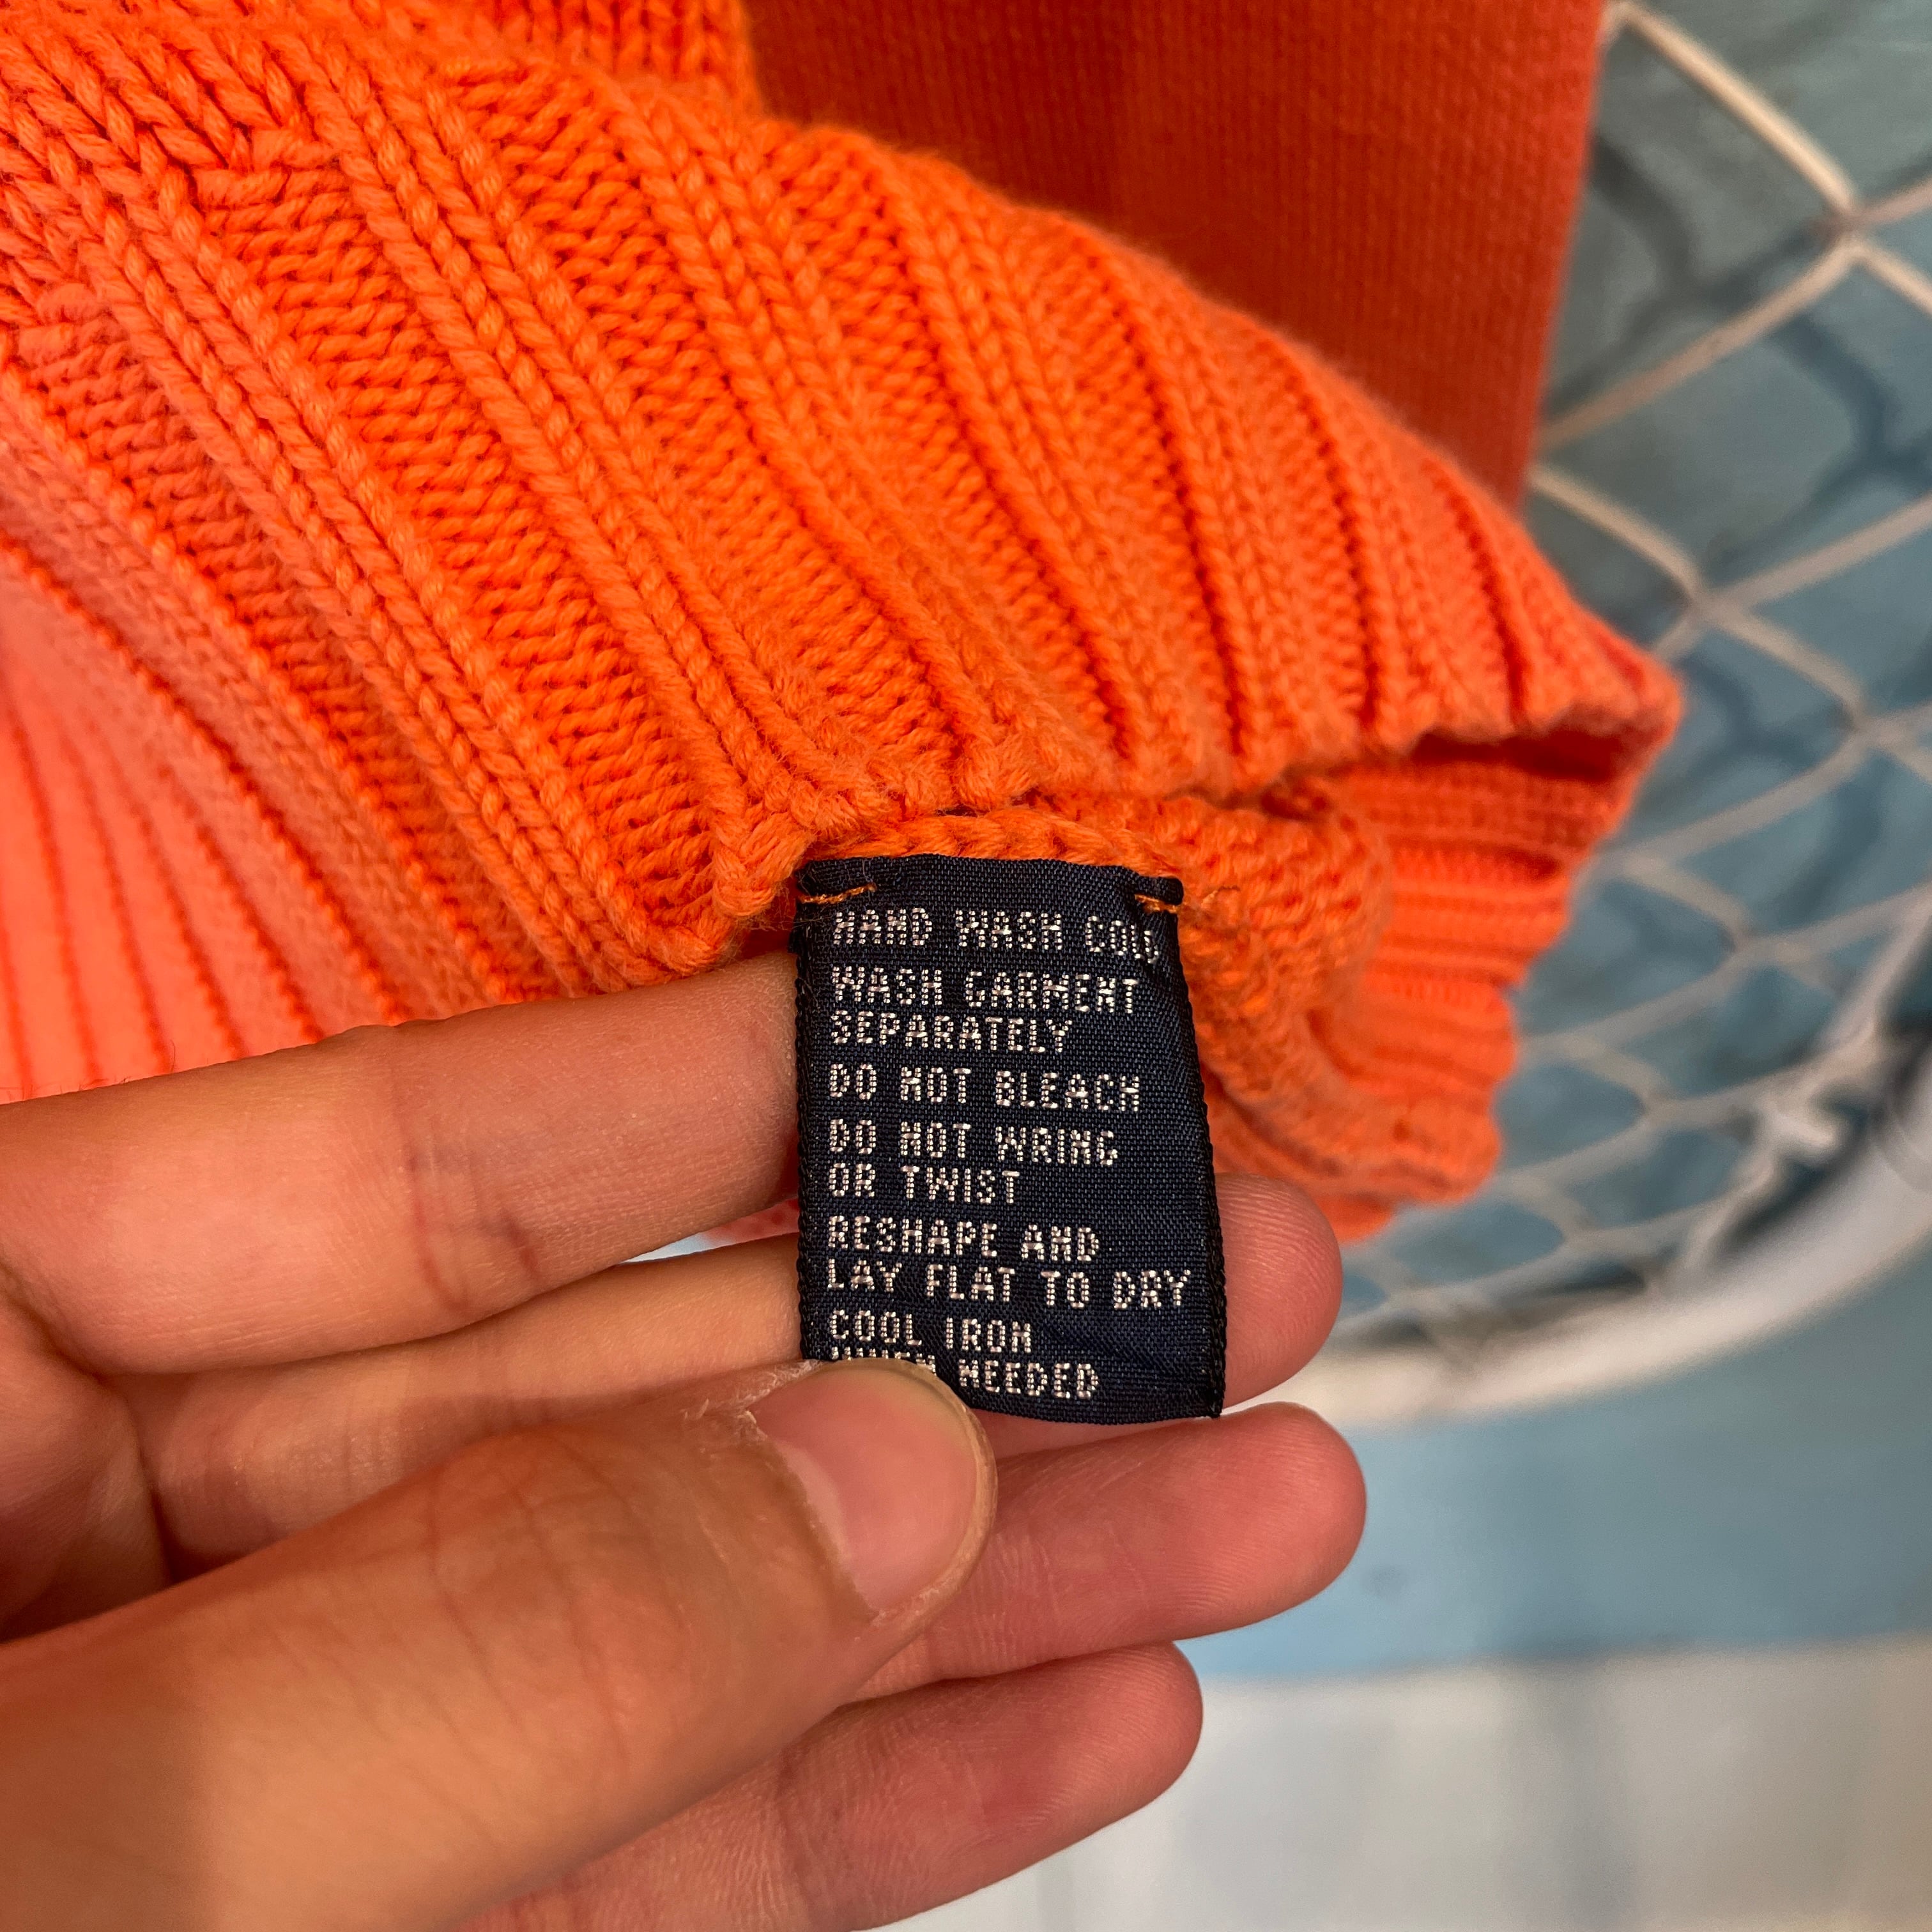 HAND WASH COLD
WASH GARMENT
SEPARATELY
DO NOT BLEACH
DO NOT WRING
OR TWIST
RESHAPE AND
LAY FLAT TO DRY
COOL IRON
WHEN NEEDED